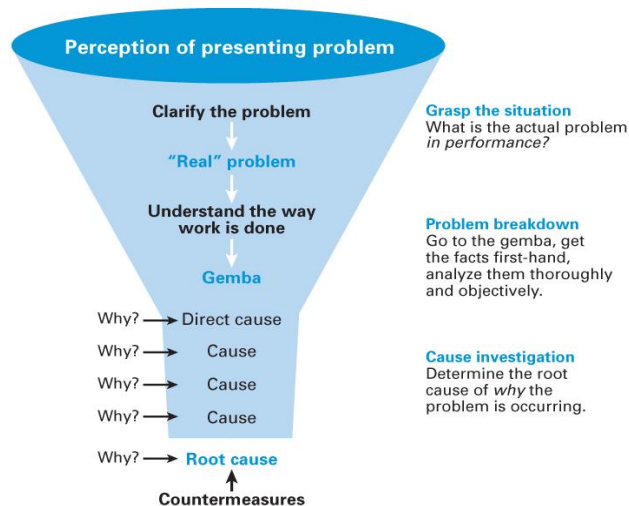 Perception of presenting problem
Clarify the problem
"Real" problem
Understand the way
work is done
Gemba
Grasp the situation
What is the actual problem
in performance?
Problem breakdown
Go to the gemba, get
the facts first-hand,
analyze them thoroughly
and objectively.
Why? Direct cause
Why? Cause
Why? Cause
Why? Cause
Why? Root cause
Countermeasures
Cause investigation
Determine the root
cause of why the
problem is occurring.